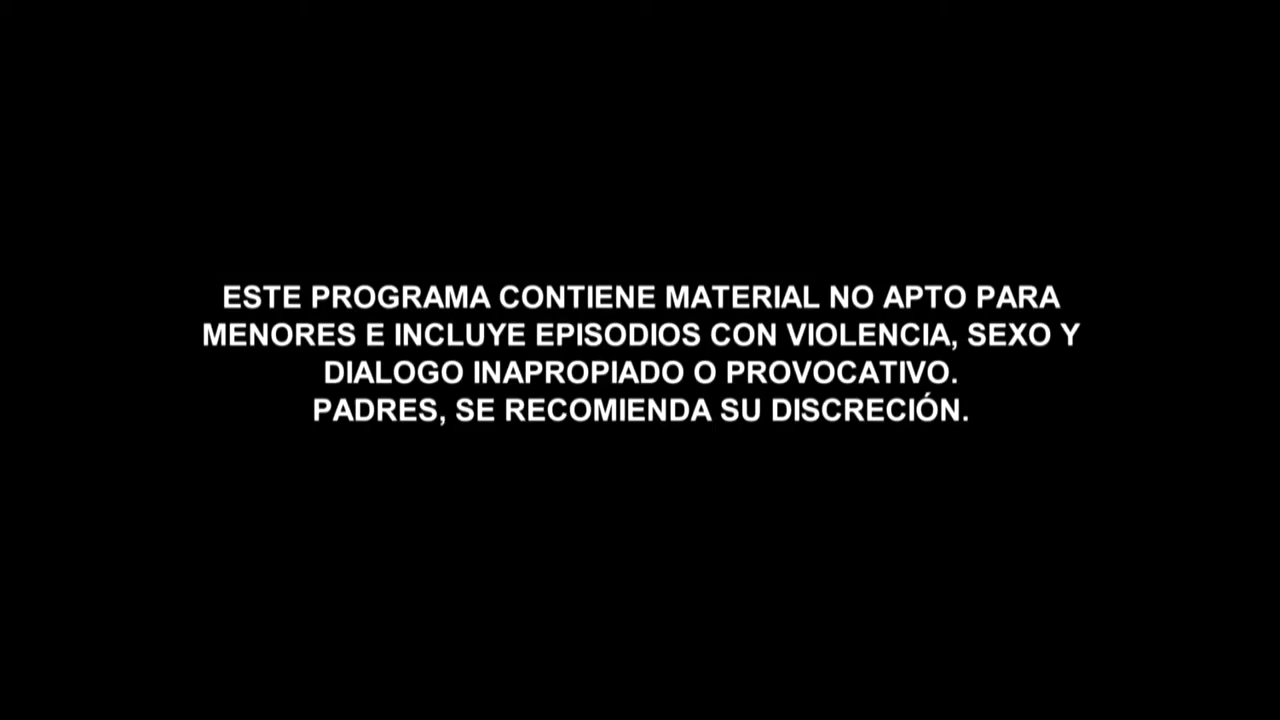 ESTE PROGRAMA CONTIENE MATERIAL NO APTO PARA
MENORES E INCLUYE EPISODIOS CON VIOLENCIA, SEXO Y
DIALOGO INAPROPIADO O PROVOCATIVO.
PADRES, SE RECOMIENDA SU DISCRECIÓN.